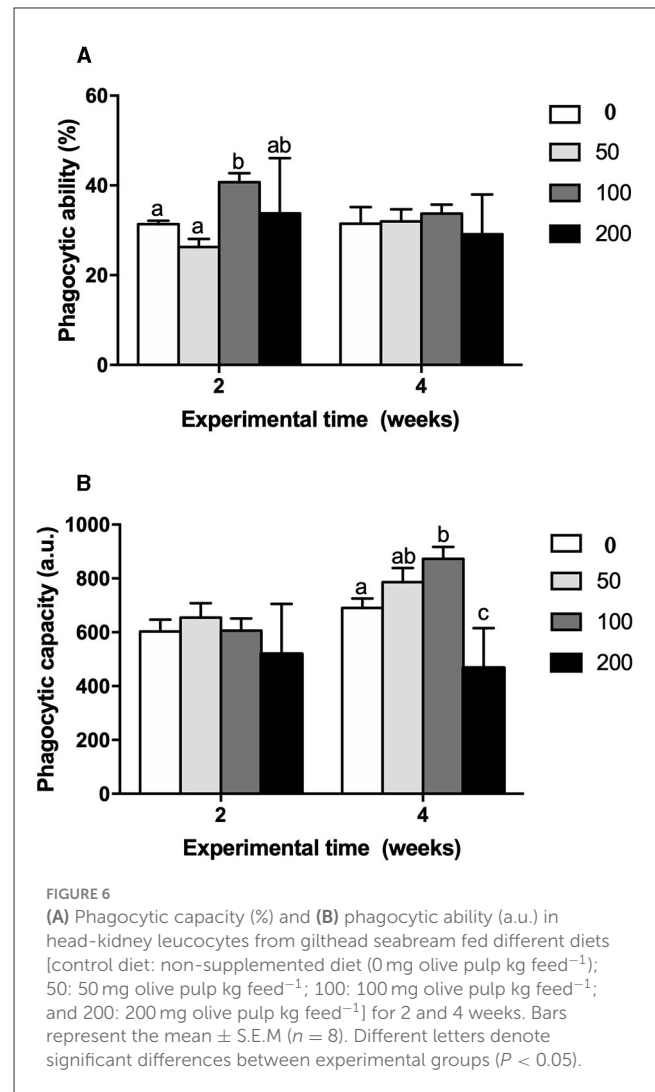 A
60
40
20
0
Phagocytic ability (%)
a
a
b
ab
2
4
Experimental time (weeks)
0
50
100
200
B
1000
800
600
400
200
0
Phagocytic capacity (a.u.)
a
ab
b
c
2
4
Experimental time (weeks)
0
50
100
200
FIGURE 6
(A) Phagocytic capacity (%) and (B) phagocytic ability (a.u.) in
head-kidney leucocytes from gilthead seabream fed different diets
[control diet: non-supplemented diet (0 mg olive pulp kg feed⁻¹);
50: 50 mg olive pulp kg feed⁻¹; 100: 100 mg olive pulp kg feed⁻¹;
and 200: 200 mg olive pulp kg feed⁻¹] for 2 and 4 weeks. Bars
represent the mean ± S.E.M (n = 8). Different letters denote
significant differences between experimental groups (P < 0.05).